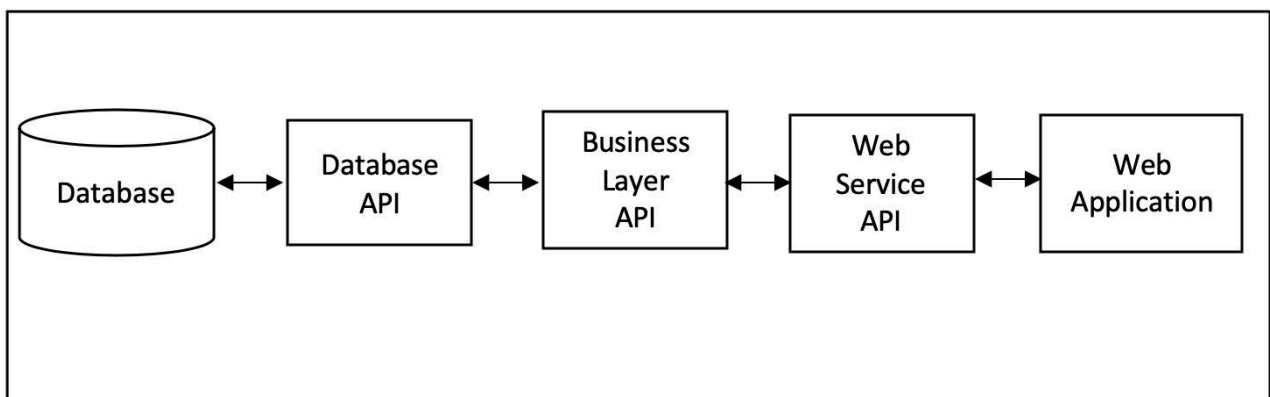 Database
Database
API
Business
Layer
API
Web
Service
API
Web
Application